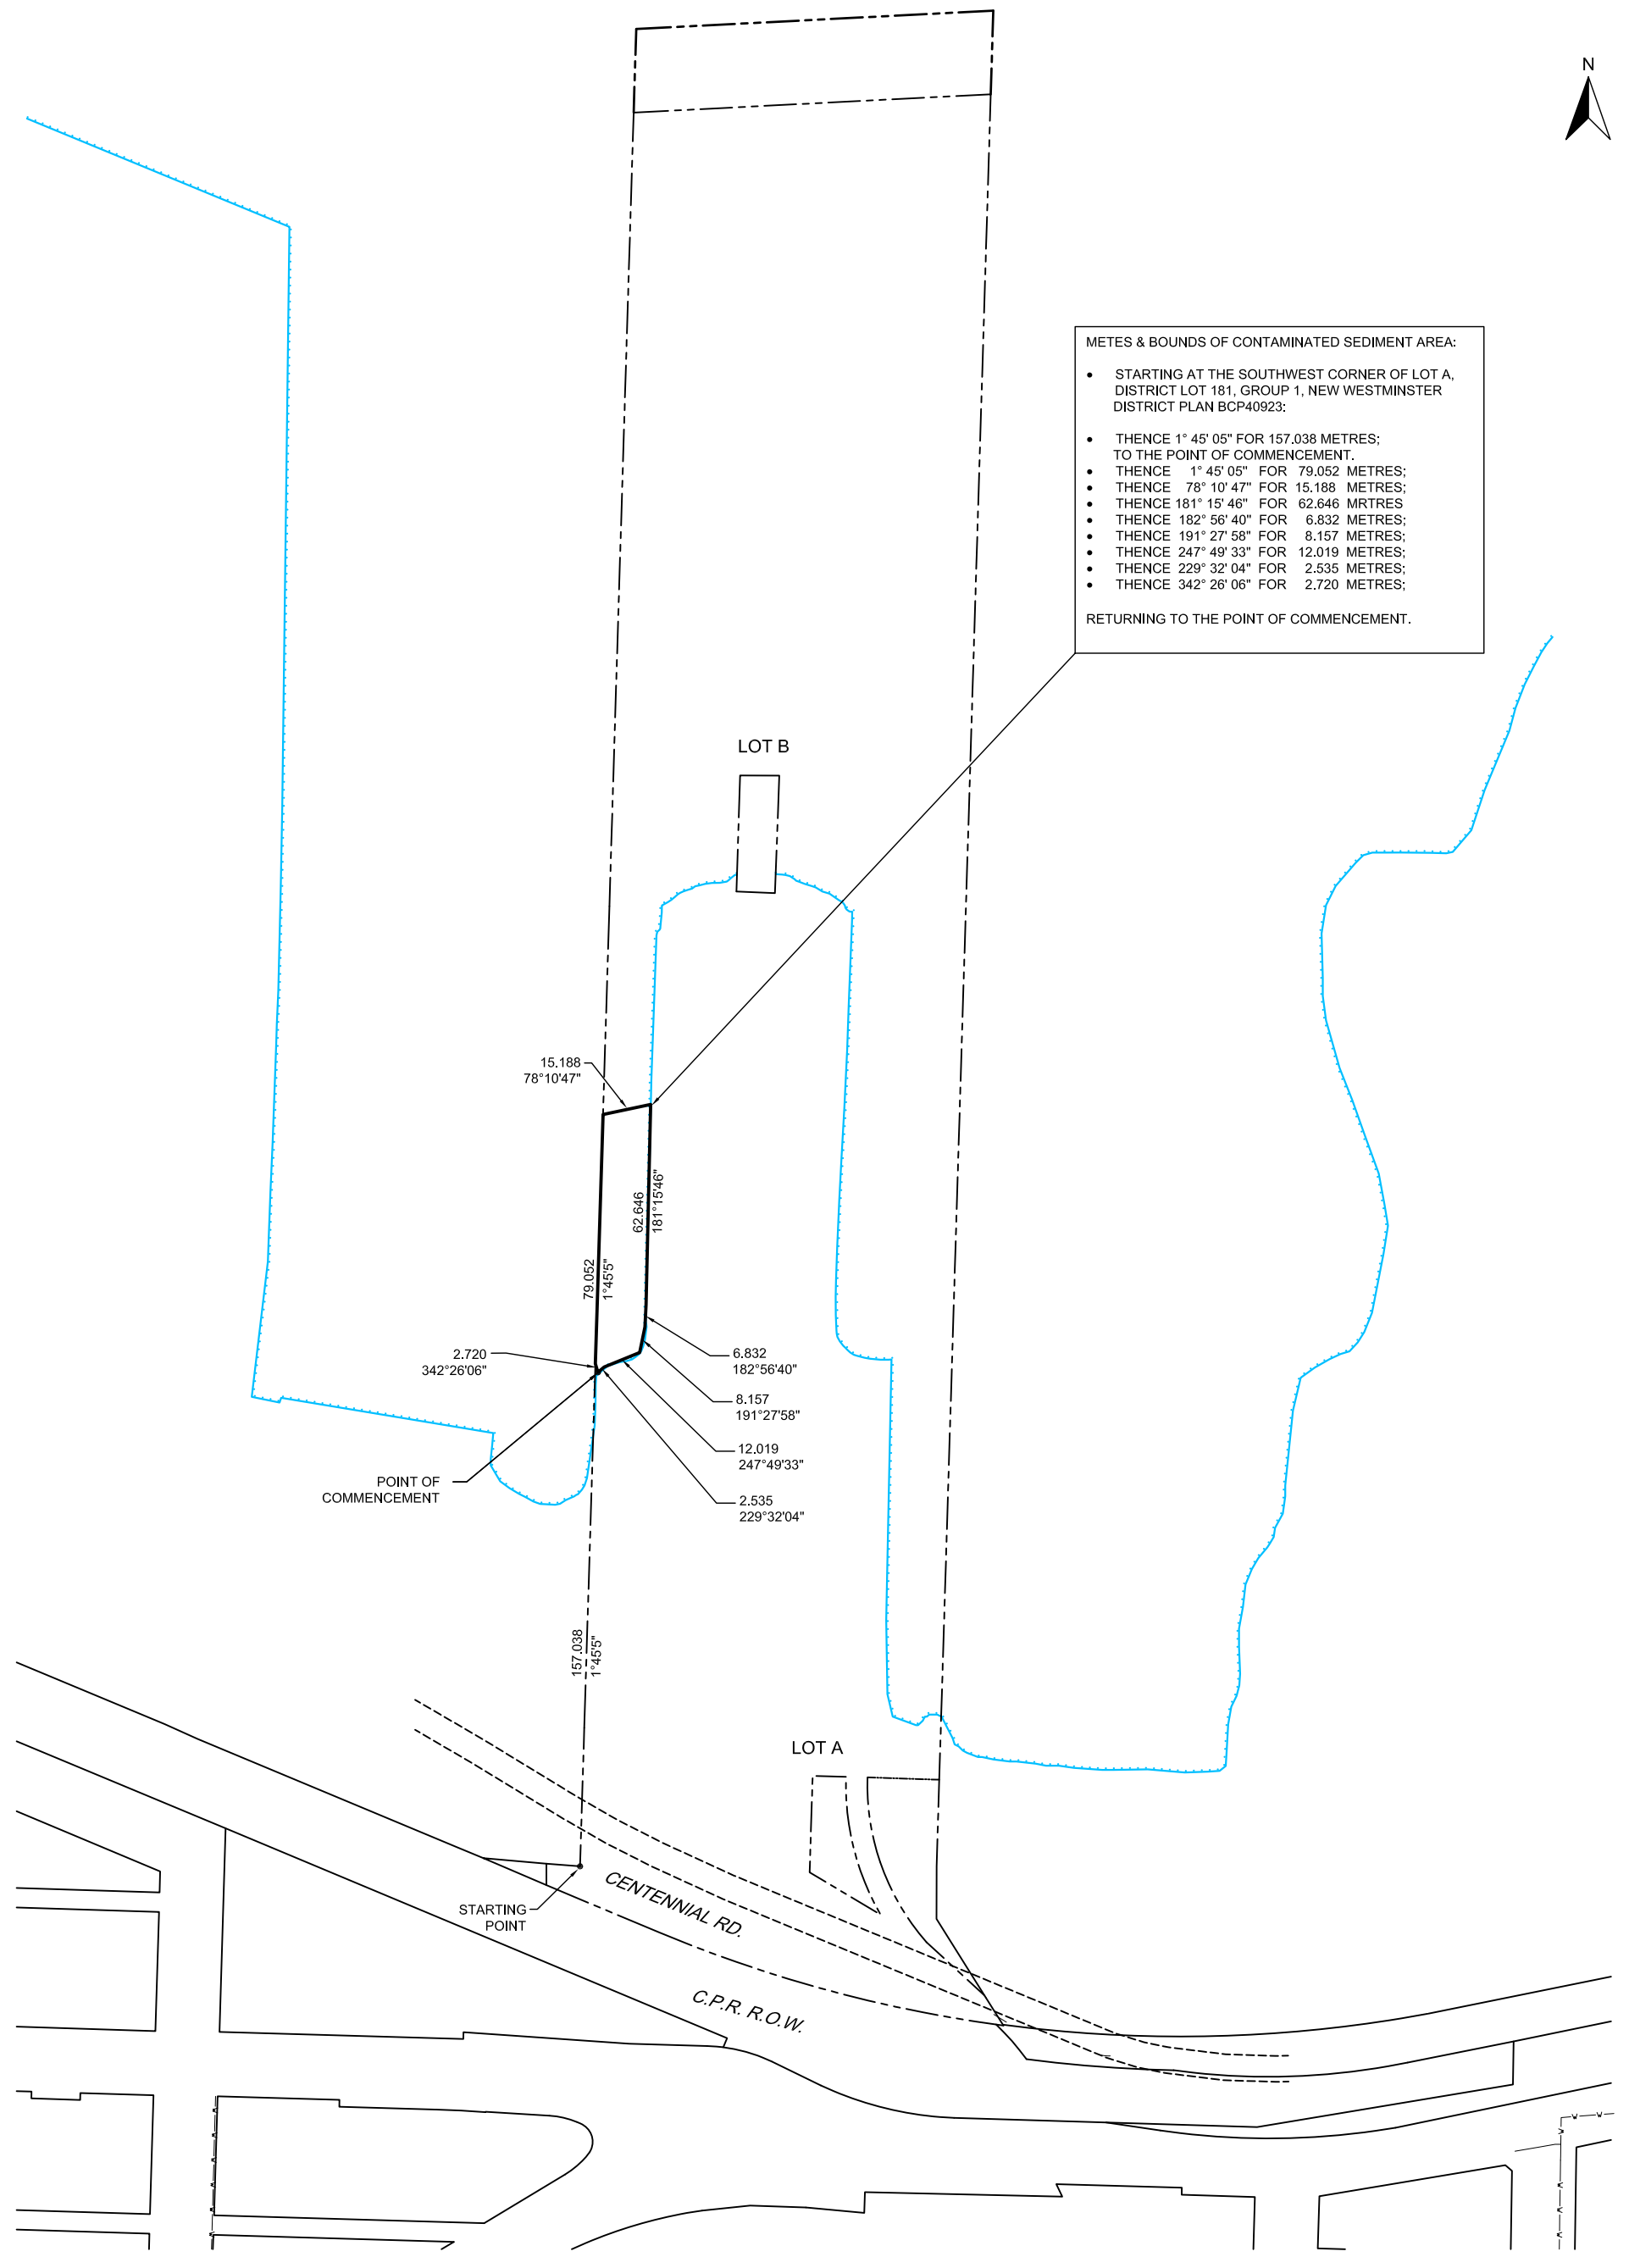 N
METES & BOUNDS OF CONTAMINATED SEDIMENT AREA:
• STARTING AT THE SOUTHWEST CORNER OF LOT A,
DISTRICT LOT 181, GROUP 1, NEW WESTMINSTER
DISTRICT PLAN BCP40923:
• THENCE 1° 45' 05" FOR 157.038 METRES;
TO THE POINT OF COMMENCEMENT.
• THENCE 1° 45' 05" FOR 79.052 METRES;
• THENCE 78° 10' 47" FOR 15.188 METRES;
• THENCE 181° 15' 46" FOR 62.646 MRTRES
• THENCE 182° 56' 40" FOR 6.832 METRES;
• THENCE 191° 27' 58" FOR 8.157 METRES;
• THENCE 247° 49' 33" FOR 12.019 METRES;
• THENCE 229° 32' 04" FOR 2.535 METRES;
• THENCE 342° 26' 06" FOR 2.720 METRES;
RETURNING TO THE POINT OF COMMENCEMENT.
LOT B
15.188
78°10'47"
62.646
181°15'46"
79.052
1°45'5"
2.720
342°26'06"
6.832
182°56'40"
8.157
191°27'58"
12.019
247°49'33"
2.535
229°32'04"
POINT OF
COMMENCEMENT
157.038
1°45'5"
LOT A
STARTING
POINT
CENTENNIAL RD.
C.P.R. R.O.W.